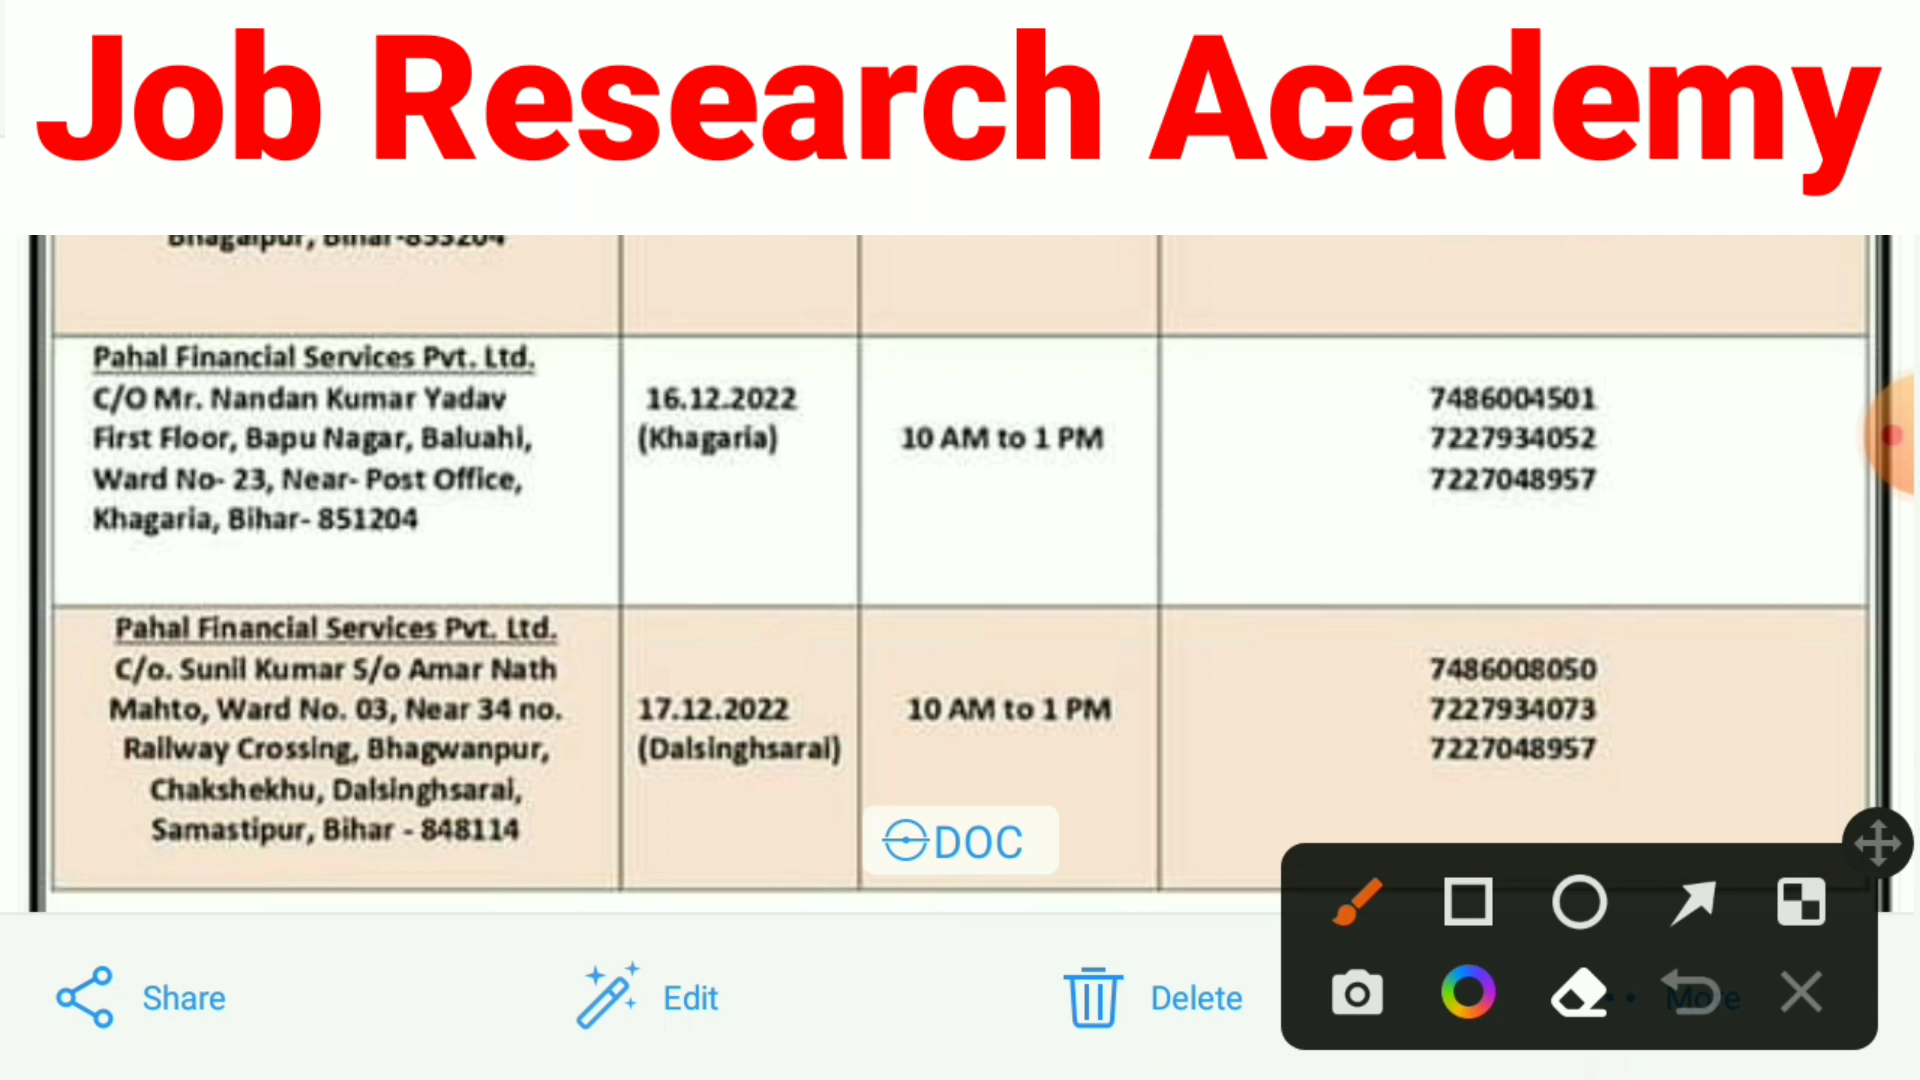 Job Research Academy
Bhagalpur, Bihar-853204
Pahal Financial Services Pvt. Ltd.
C/O Mr. Nandan Kumar Yadav
First Floor, Bapu Nagar, Baluahi,
Ward No- 23, Near- Post Office,
Khagaria, Bihar- 851204
16.12.2022
(Khagaria)
10 AM to 1 PM
7486004501
7227934052
7227048957
Pahal Financial Services Pvt. Ltd.
C/o. Sunil Kumar S/o Amar Nath
Mahto, Ward No. 03, Near 34 no.
Railway Crossing, Bhagwanpur,
Chakshekhu, Dalsinghsarai,
Samastipur, Bihar - 848114
17.12.2022
(Dalsinghsarai)
10 AM to 1 PM
7486008050
7227934073
7227048957
DOC
Share
Edit
Delete
More